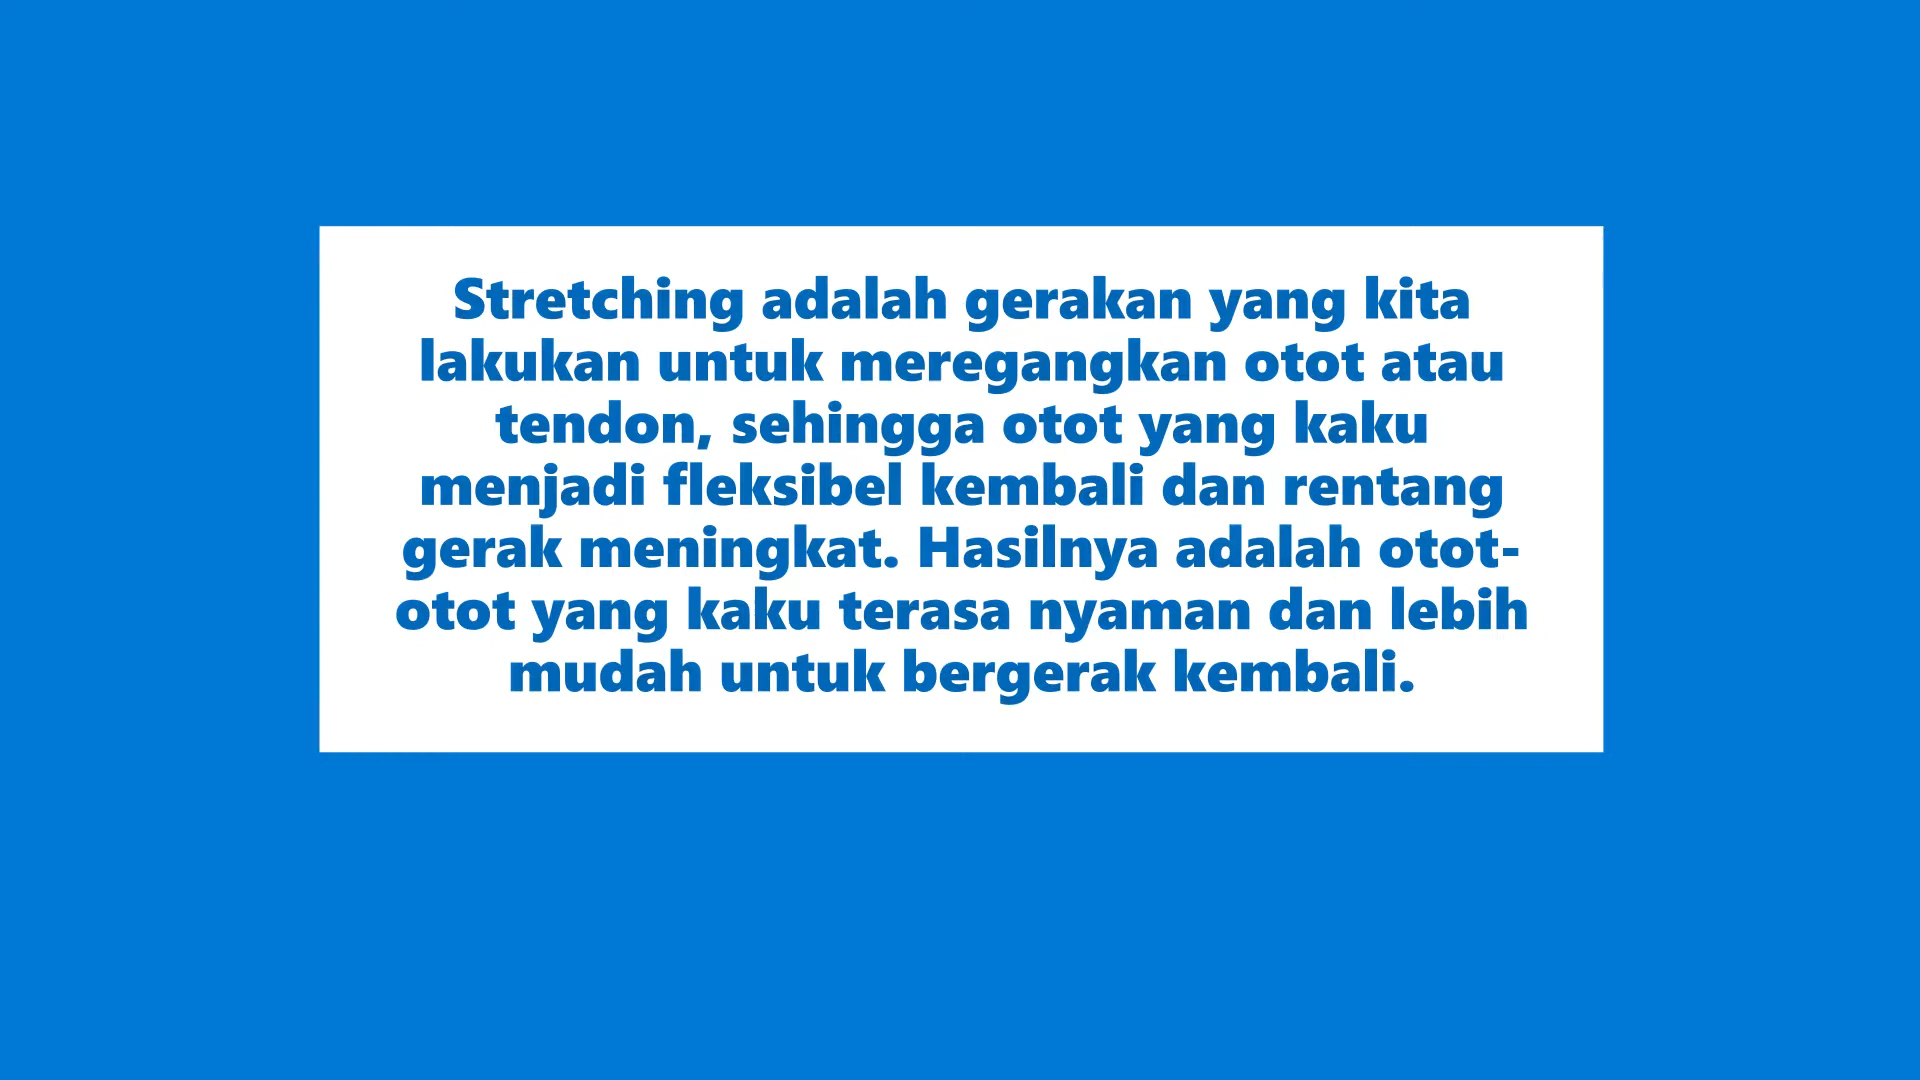 Stretching adalah gerakan yang kita
lakukan untuk meregangkan otot atau
tendon, sehingga otot yang kaku
menjadi fleksibel kembali dan rentang
gerak meningkat. Hasilnya adalah otot-
otot yang kaku terasa nyaman dan lebih
mudah untuk bergerak kembali.